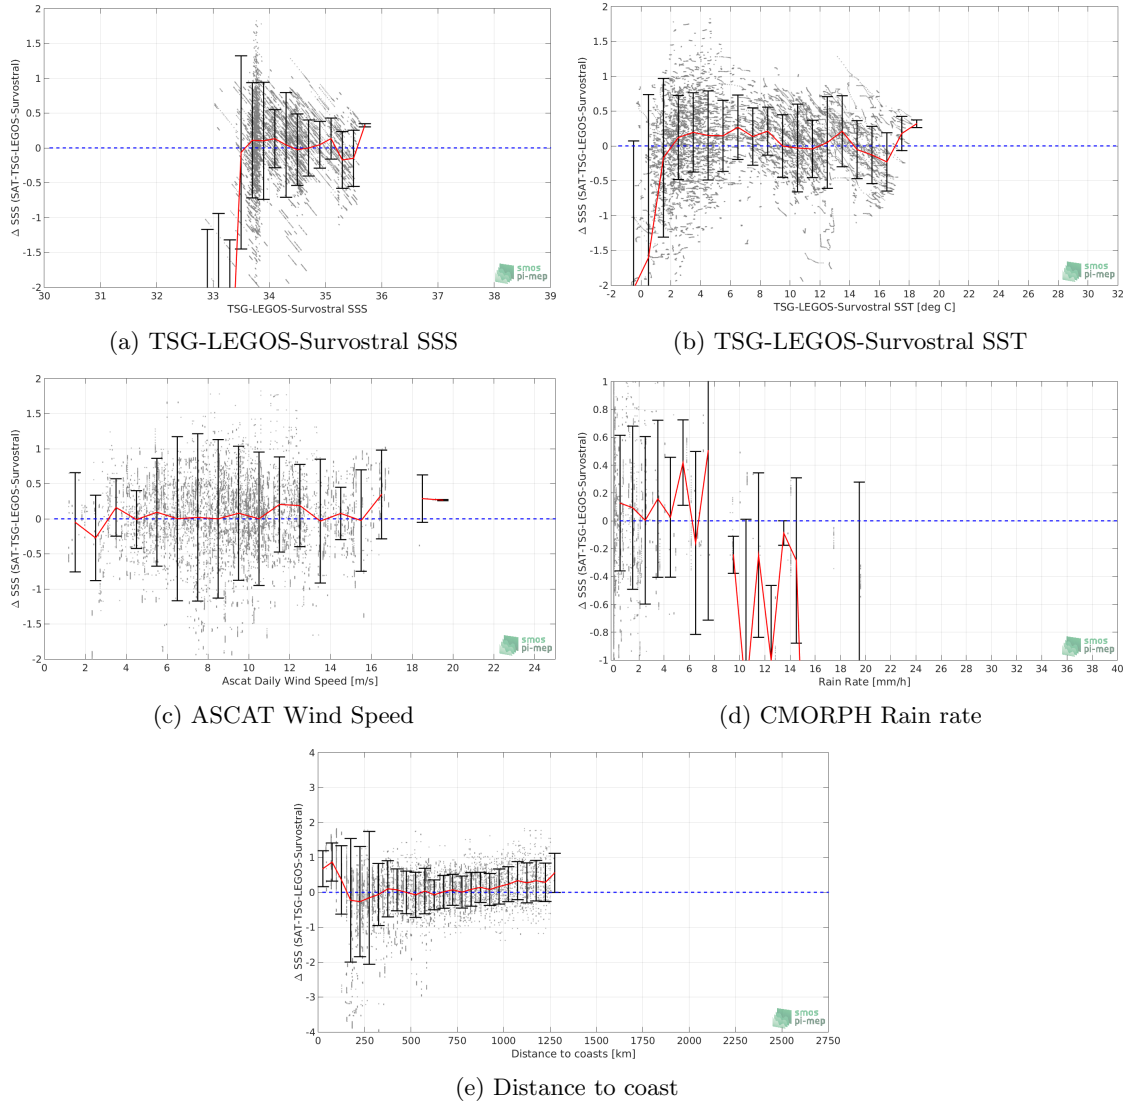 Δ SSS (SAT-TSG-LEGOS-Survostral)
2
1.5
1
0.5
0
-0.5
-1
-1.5
-2
30 31 32 33 34 35 36 37 38 39
TSG-LEGOS-Survostral SSS
smos
pi-mep
(a) TSG-LEGOS-Survostral SSS
Δ SSS (SAT-TSG-LEGOS-Survostral)
2
1.5
1
0.5
0
-0.5
-1
-1.5
-2
-2 0 2 4 6 8 10 12 14 16 18 20 22 24 26 28 30 32
TSG-LEGOS-Survostral SST [deg C]
smos
pi-mep
(b) TSG-LEGOS-Survostral SST
Δ SSS (SAT-TSG-LEGOS-Survostral)
2
1.5
1
0.5
0
-0.5
-1
-1.5
-2
0 2 4 6 8 10 12 14 16 18 20 22 24
Ascat Daily Wind Speed [m/s]
smos
pi-mep
(c) ASCAT Wind Speed
Δ SSS (SAT-TSG-LEGOS-Survostral)
1
0.8
0.6
0.4
0.2
0
-0.2
-0.4
-0.6
-0.8
-1
0 2 4 6 8 10 12 14 16 18 20 22 24 26 28 30 32 34 36 38 40
Rain Rate [mm/h]
smos
pi-mep
(d) CMORPH Rain rate
Δ SSS (SAT-TSG-LEGOS-Survostral)
4
3
2
1
0
-1
-2
-3
-4
0 250 500 750 1000 1250 1500 1750 2000 2250 2500 2750
Distance to coasts [km]
smos
pi-mep
(e) Distance to coast